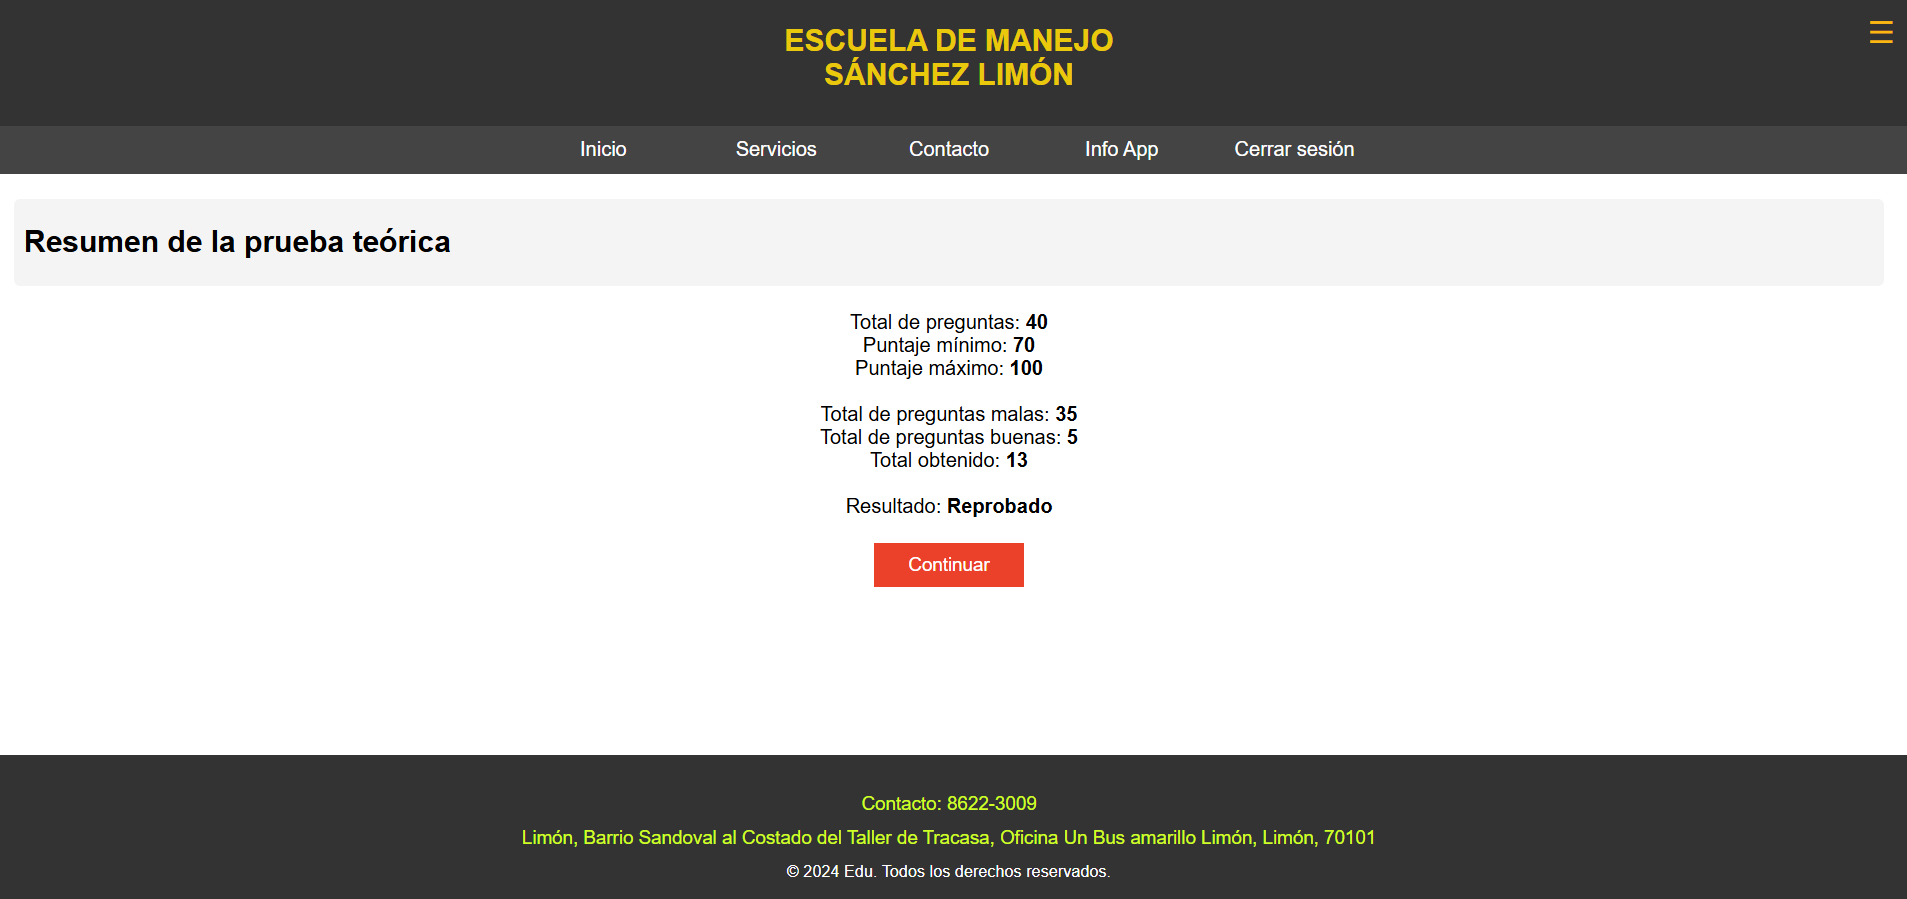 ESCUELA DE MANEJO
SÁNCHEZ LIMÓN
Inicio Servicios Contacto Info App Cerrar sesión
Resumen de la prueba teórica
Total de preguntas: 40
Puntaje mínimo: 70
Puntaje máximo: 100
Total de preguntas malas: 35
Total de preguntas buenas: 5
Total obtenido: 13
Resultado: Reprobado
Continuar
Contacto: 8622-3009
Limón, Barrio Sandoval al Costado del Taller de Tracasa, Oficina Un Bus amarillo Limón, Limón, 70101
© 2024 Edu. Todos los derechos reservados.